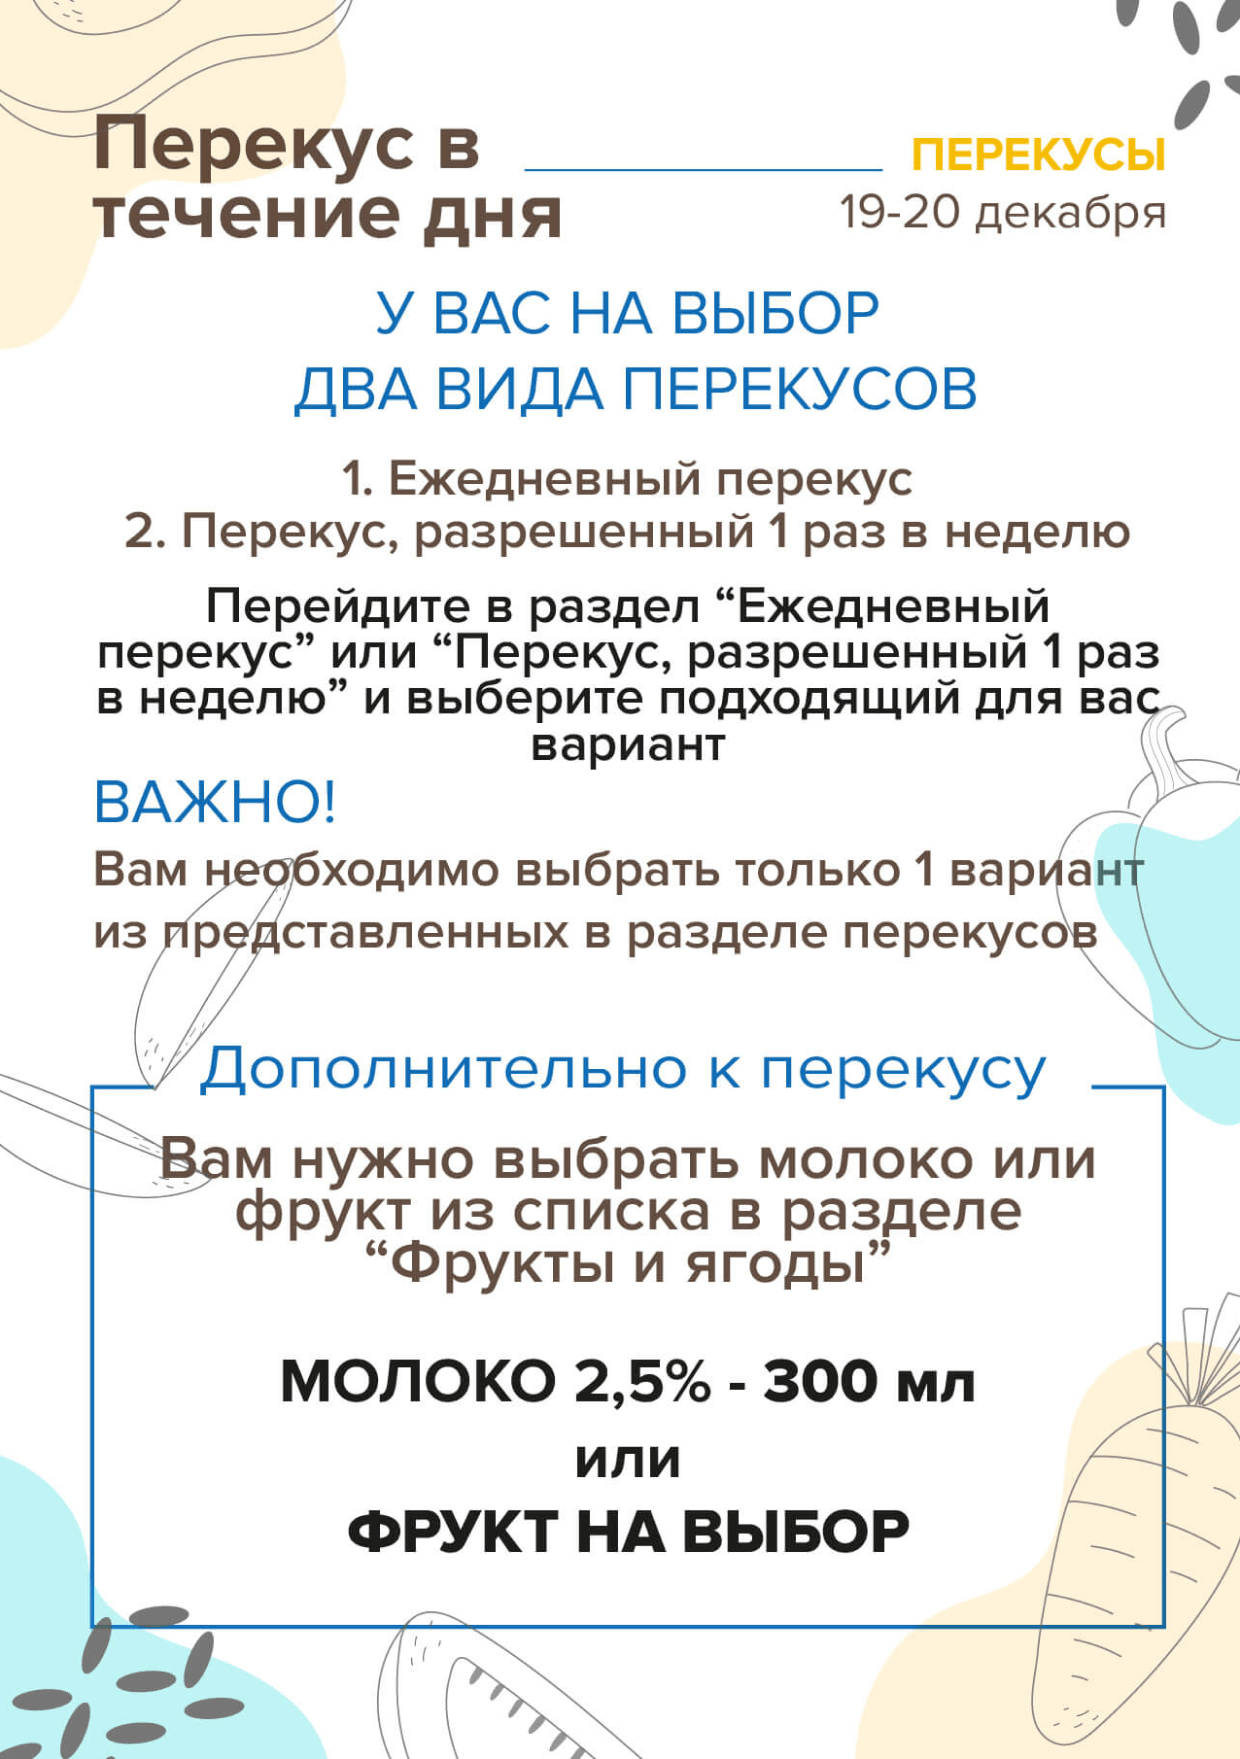 Перекус в
течение дня
ПЕРЕКУСЫ
19-20 декабря
У ВАС НА ВЫБОР
ДВА ВИДА ПЕРЕКУСОВ
1. Ежедневный перекус
2. Перекус, разрешенный 1 раз в неделю
Перейдите в раздел “Ежедневный
перекус” или “Перекус, разрешенный 1 раз
в неделю” и выберите подходящий для вас
вариант
ВАЖНО!
Вам необходимо выбрать только 1 вариант
из представленных в разделе перекусов
Дополнительно к перекусу
Вам нужно выбрать молоко или
фрукт из списка в разделе
“Фрукты и ягоды”
МОЛОКО 2,5% - 300 мл
или
ФРУКТ НА ВЫБОР